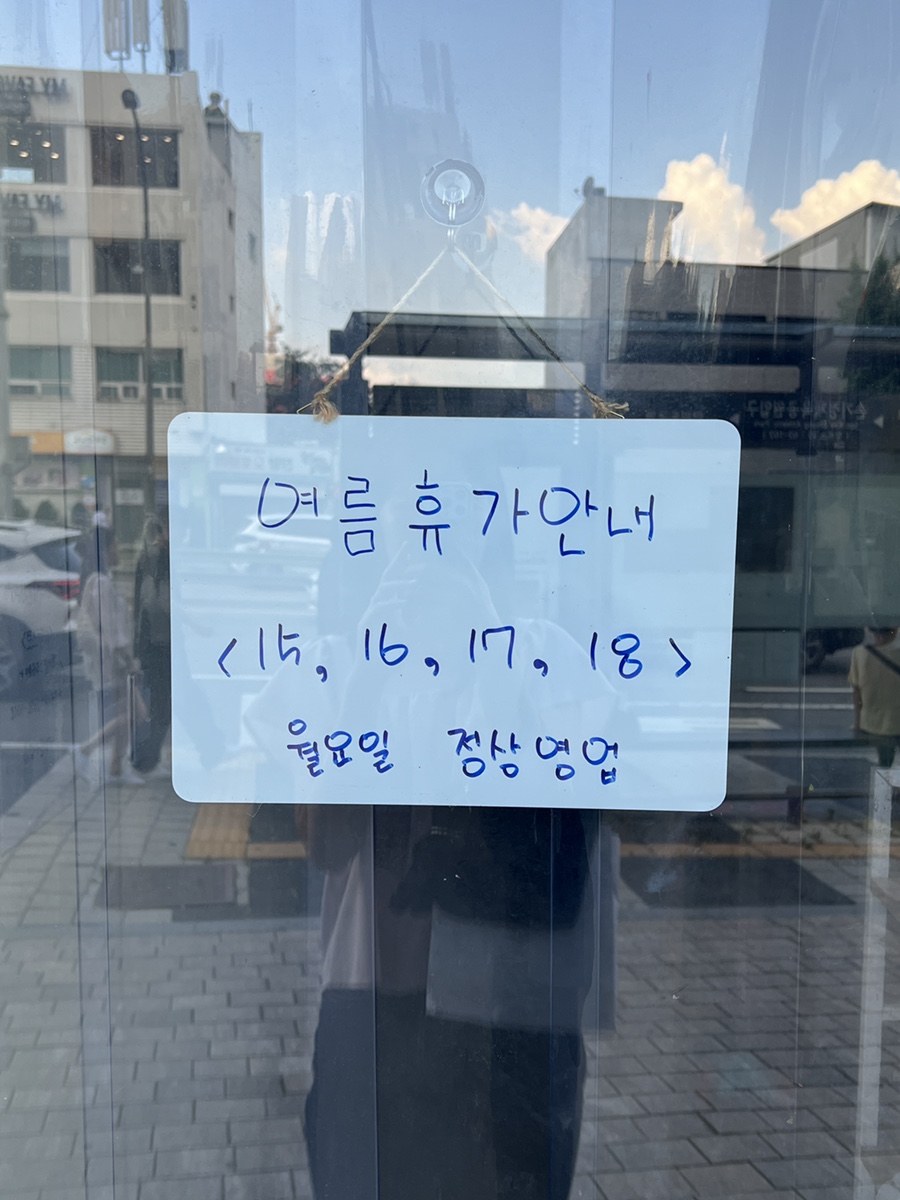 여름휴가안내
<15, 16, 17, 18>
월요일 정상영업